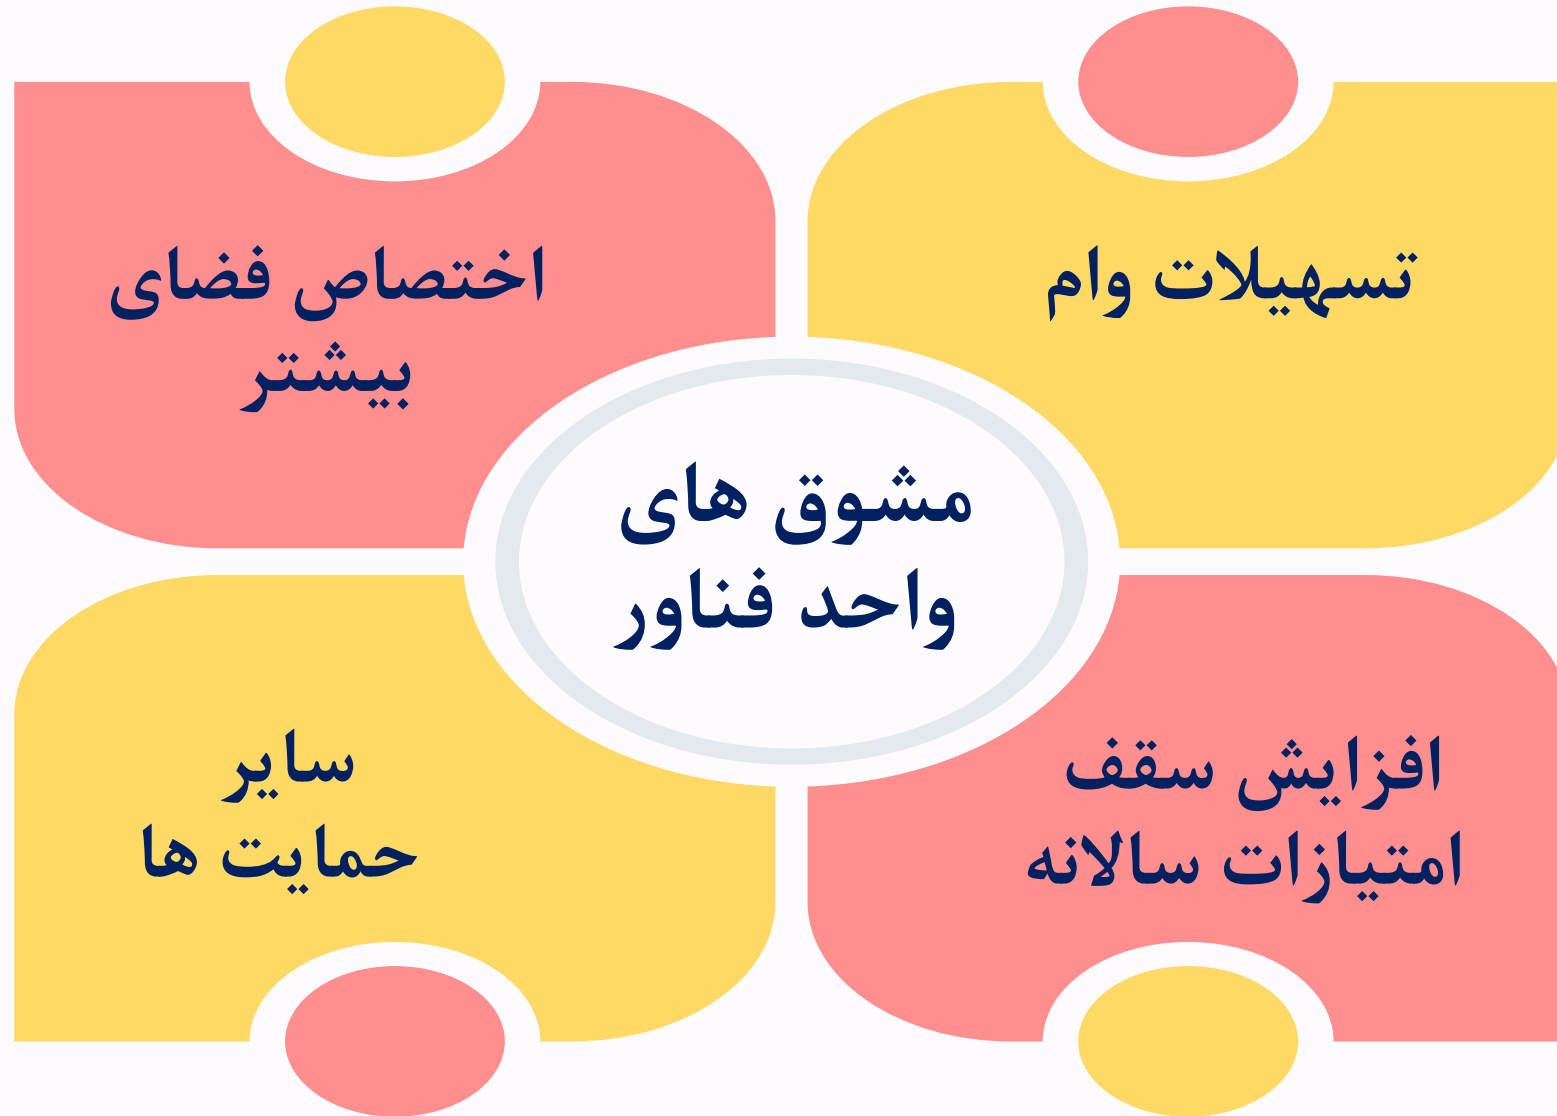 تسهیلات وام
اختصاص فضای
بیشتر
مشوق های
واحد فناور
افزایش سقف
امتیازات سالانه
سایر
حمایت ها